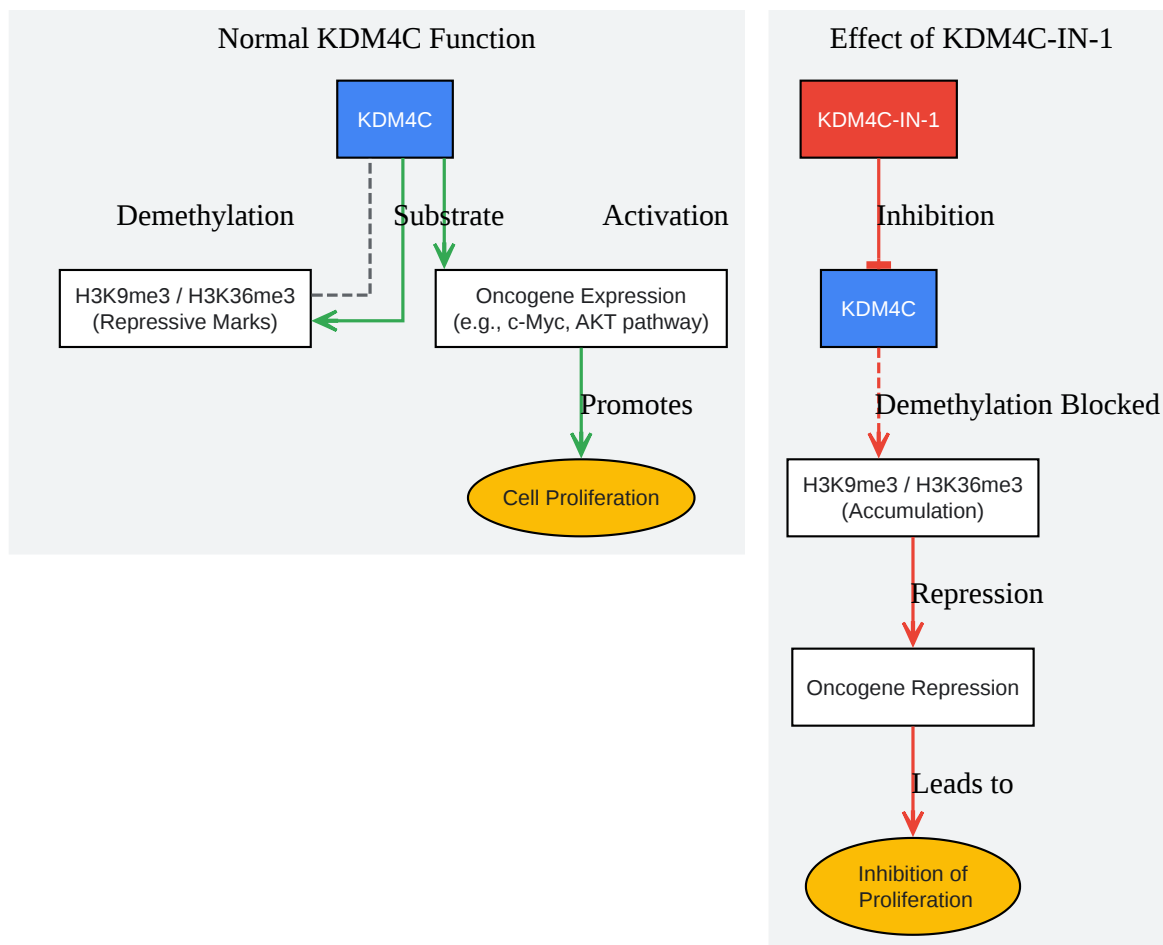 Normal KDM4C Function
KDM4C
Demethylation
Substrate
Activation
H3K9me3 / H3K36me3
(Repressive Marks)
Oncogene Expression
(e.g., c-Myc, AKT pathway)
Promotes
Cell Proliferation
Effect of KDM4C-IN-1
KDM4C-IN-1
Inhibition
KDM4C
Demethylation Blocked
H3K9me3 / H3K36me3
(Accumulation)
Repression
Oncogene Repression
Leads to
Inhibition of
Proliferation